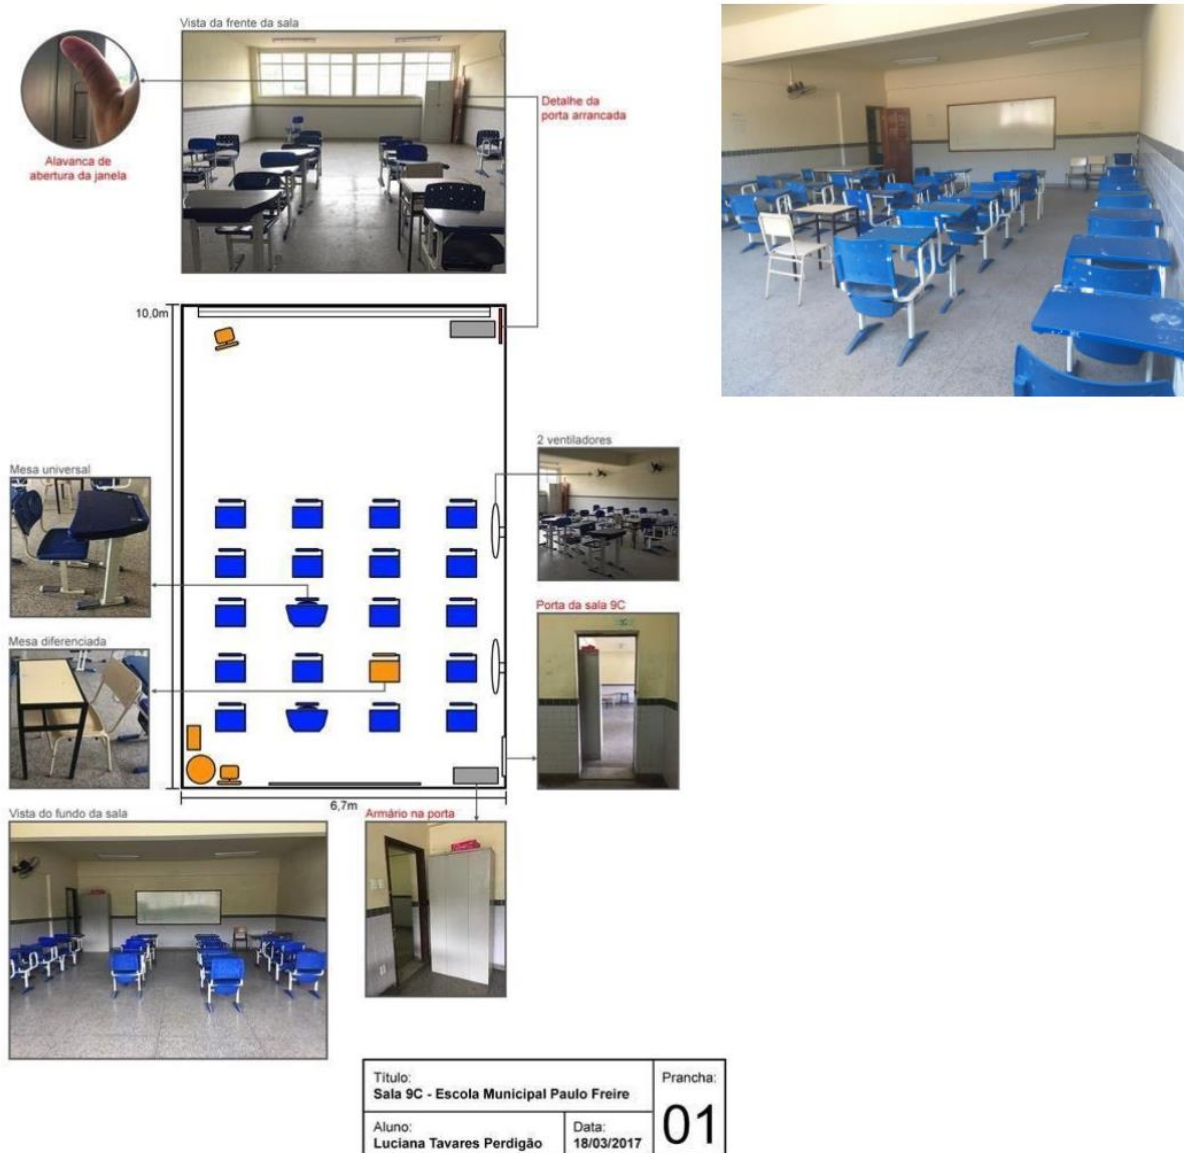 Vista da frente da sala
Detalhe da
porta arrancada
Alavanca de
abertura da janela
10,0m
2 ventiladores
Mesa universal
Porta da sala 9C
Mesa diferenciada
6,7m
Vista do fundo da sala
Armário na porta
Título:
Sala 9C - Escola Municipal Paulo Freire
Prancha:
01
Aluno:
Luciana Tavares Perdigão
Data:
18/03/2017